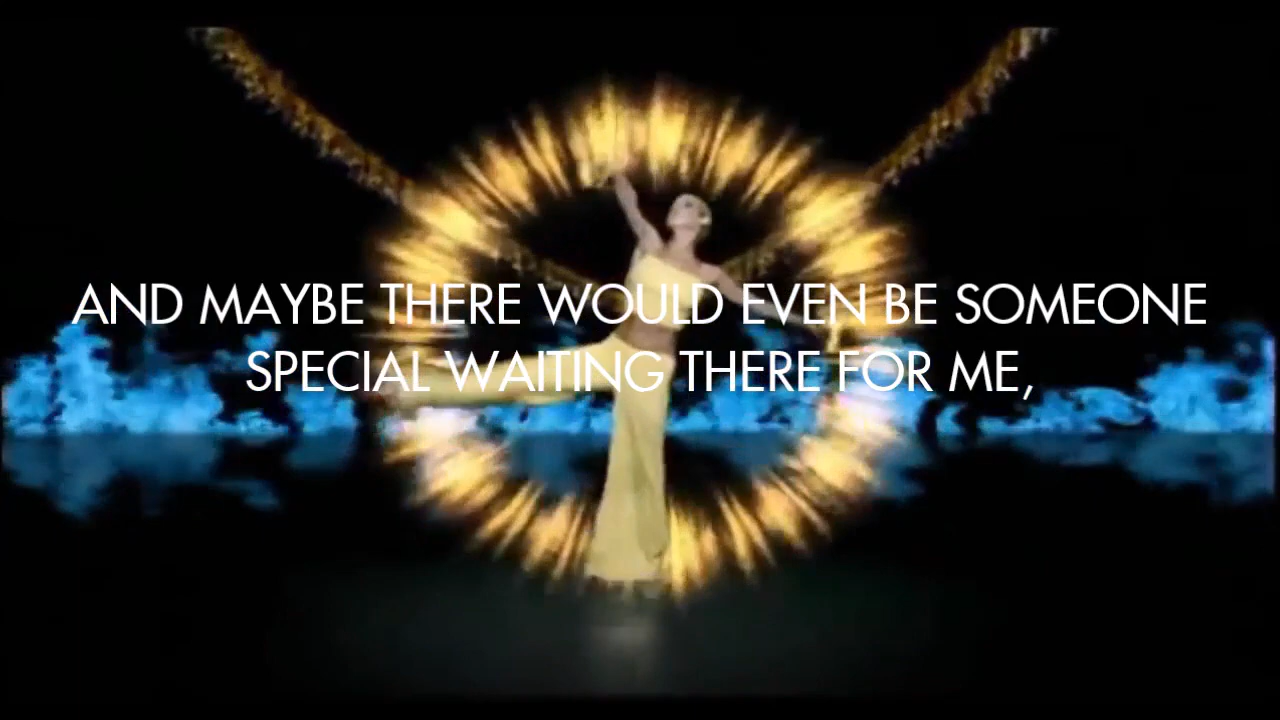 AND MAYBE THERE WOULD EVEN BE SOMEONE
SPECIAL WAITING THERE FOR ME,